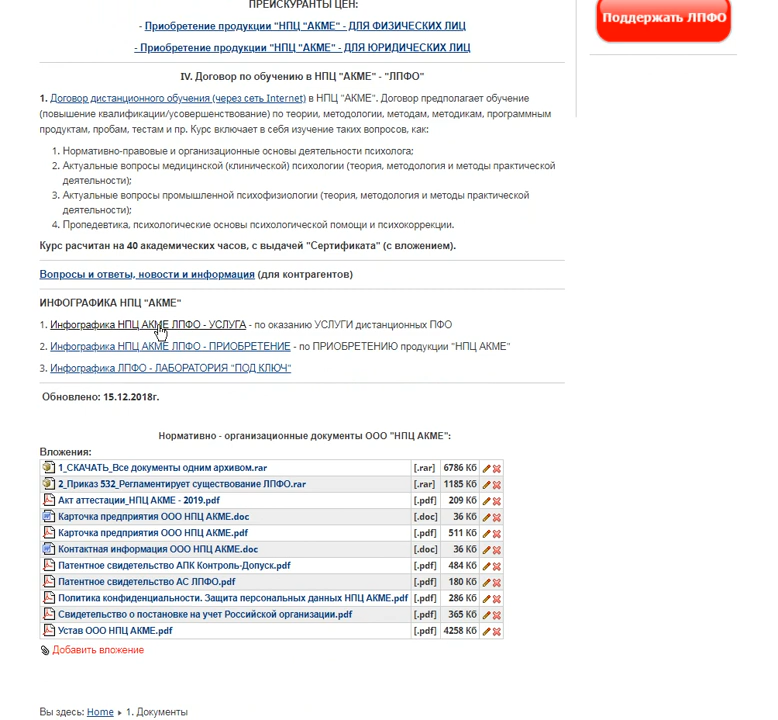 ПРЕЙСКУРАНТЫ ЦЕН:
Поддержать ЛПФО
- Приобретение продукции "НПЦ "АКМЕ" - ДЛЯ ФИЗИЧЕСКИХ ЛИЦ
- Приобретение продукции "НПЦ "АКМЕ" - ДЛЯ ЮРИДИЧЕСКИХ ЛИЦ
IV. Договор по обучению в НПЦ "АКМЕ" - "ЛПФО"
1. Договор дистанционного обучения (через сеть Internet) в НПЦ "АКМЕ". Договор предполагает обучение
(повышение квалификации/усовершенствование) по теории, методологии, методам, методикам, программным
продуктам, пробам, тестам и пр. Курс включает в себя изучение таких вопросов, как:
1. Нормативно-правовые и организационные основы деятельности психолога;
2. Актуальные вопросы медицинской (клинической) психологии (теория, методология и методы практической
деятельности);
3. Актуальные вопросы промышленной психофизиологии (теория, методология и методы практической
деятельности);
4. Пропедевтика, психологические основы психологической помощи и психокоррекции.
Курс расчитан на 40 академических часов, с выдачей "Сертификата" (с вложением).
Вопросы и ответы, новости и информация (для контрагентов)
ИНФОГРАФИКА НПЦ "АКМЕ"
1. Инфографика НПЦ АКМЕ ЛПФО - УСЛУГА - по оказанию УСЛУГИ дистанционных ПФО
2. Инфографика НПЦ АКМЕ ЛПФО - ПРИОБРЕТЕНИЕ - по ПРИОБРЕТЕНИЮ продукции "НПЦ АКМЕ"
3. Инфографика ЛПФО - ЛАБОРАТОРИЯ "ПОД КЛЮЧ"
Обновлено: 15.12.2018г.
Нормативно - организационные документы ООО "НПЦ АКМЕ":
Вложения:
1_СКАЧАТЬ_Все документы одним архивом.rar [.rar] 6786 Кб
2_Приказ 532_Регламентирует существование ЛПФО.rar [.rar] 1185 Кб
Акт аттестации_НПЦ АКМЕ - 2019.pdf [.pdf] 209 Кб
Карточка предприятия ООО НПЦ АКМЕ.doc [.doc] 36 Кб
Карточка предприятия ООО НПЦ АКМЕ.pdf [.pdf] 511 Кб
Контактная информация ООО НПЦ АКМЕ.doc [.doc] 36 Кб
Патентное свидетельство АПК Контроль-Допуск.pdf [.pdf] 484 Кб
Патентное свидетельство АС ЛПФО.pdf [.pdf] 180 Кб
Политика конфиденциальности. Защита персональных данных НПЦ АКМЕ.pdf [.pdf] 286 Кб
Свидетельство о постановке на учет Российской организации.pdf [.pdf] 365 Кб
Устав ООО НПЦ АКМЕ.pdf [.pdf] 4258 Кб
Добавить вложение
Вы здесь: Home ▸ 1. Документы